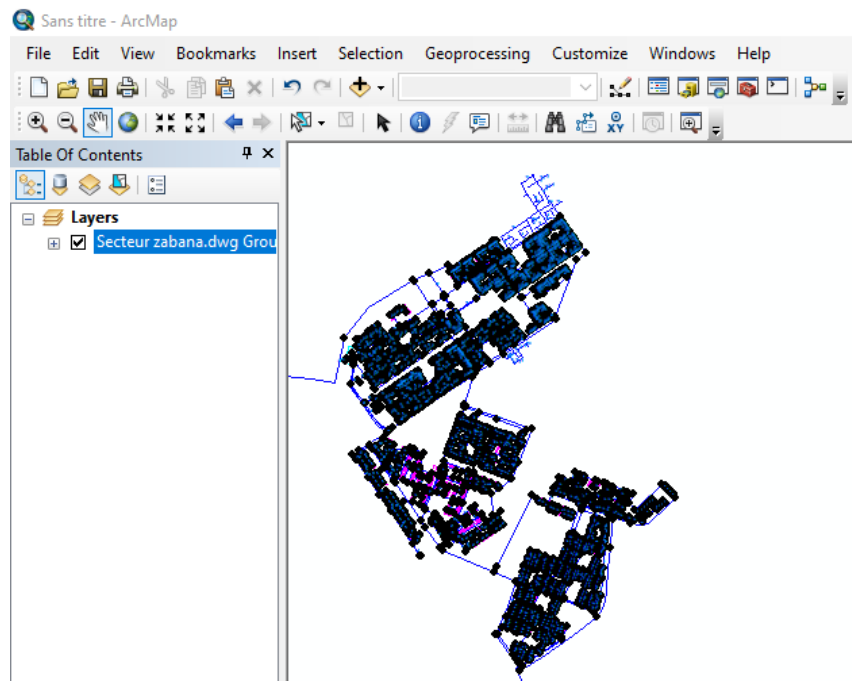 Sans titre - ArcMap
File Edit View Bookmarks Insert Selection Geoprocessing Customize Windows Help
XY
Table Of Contents
Layers
Secteur zabana.dwg Grou